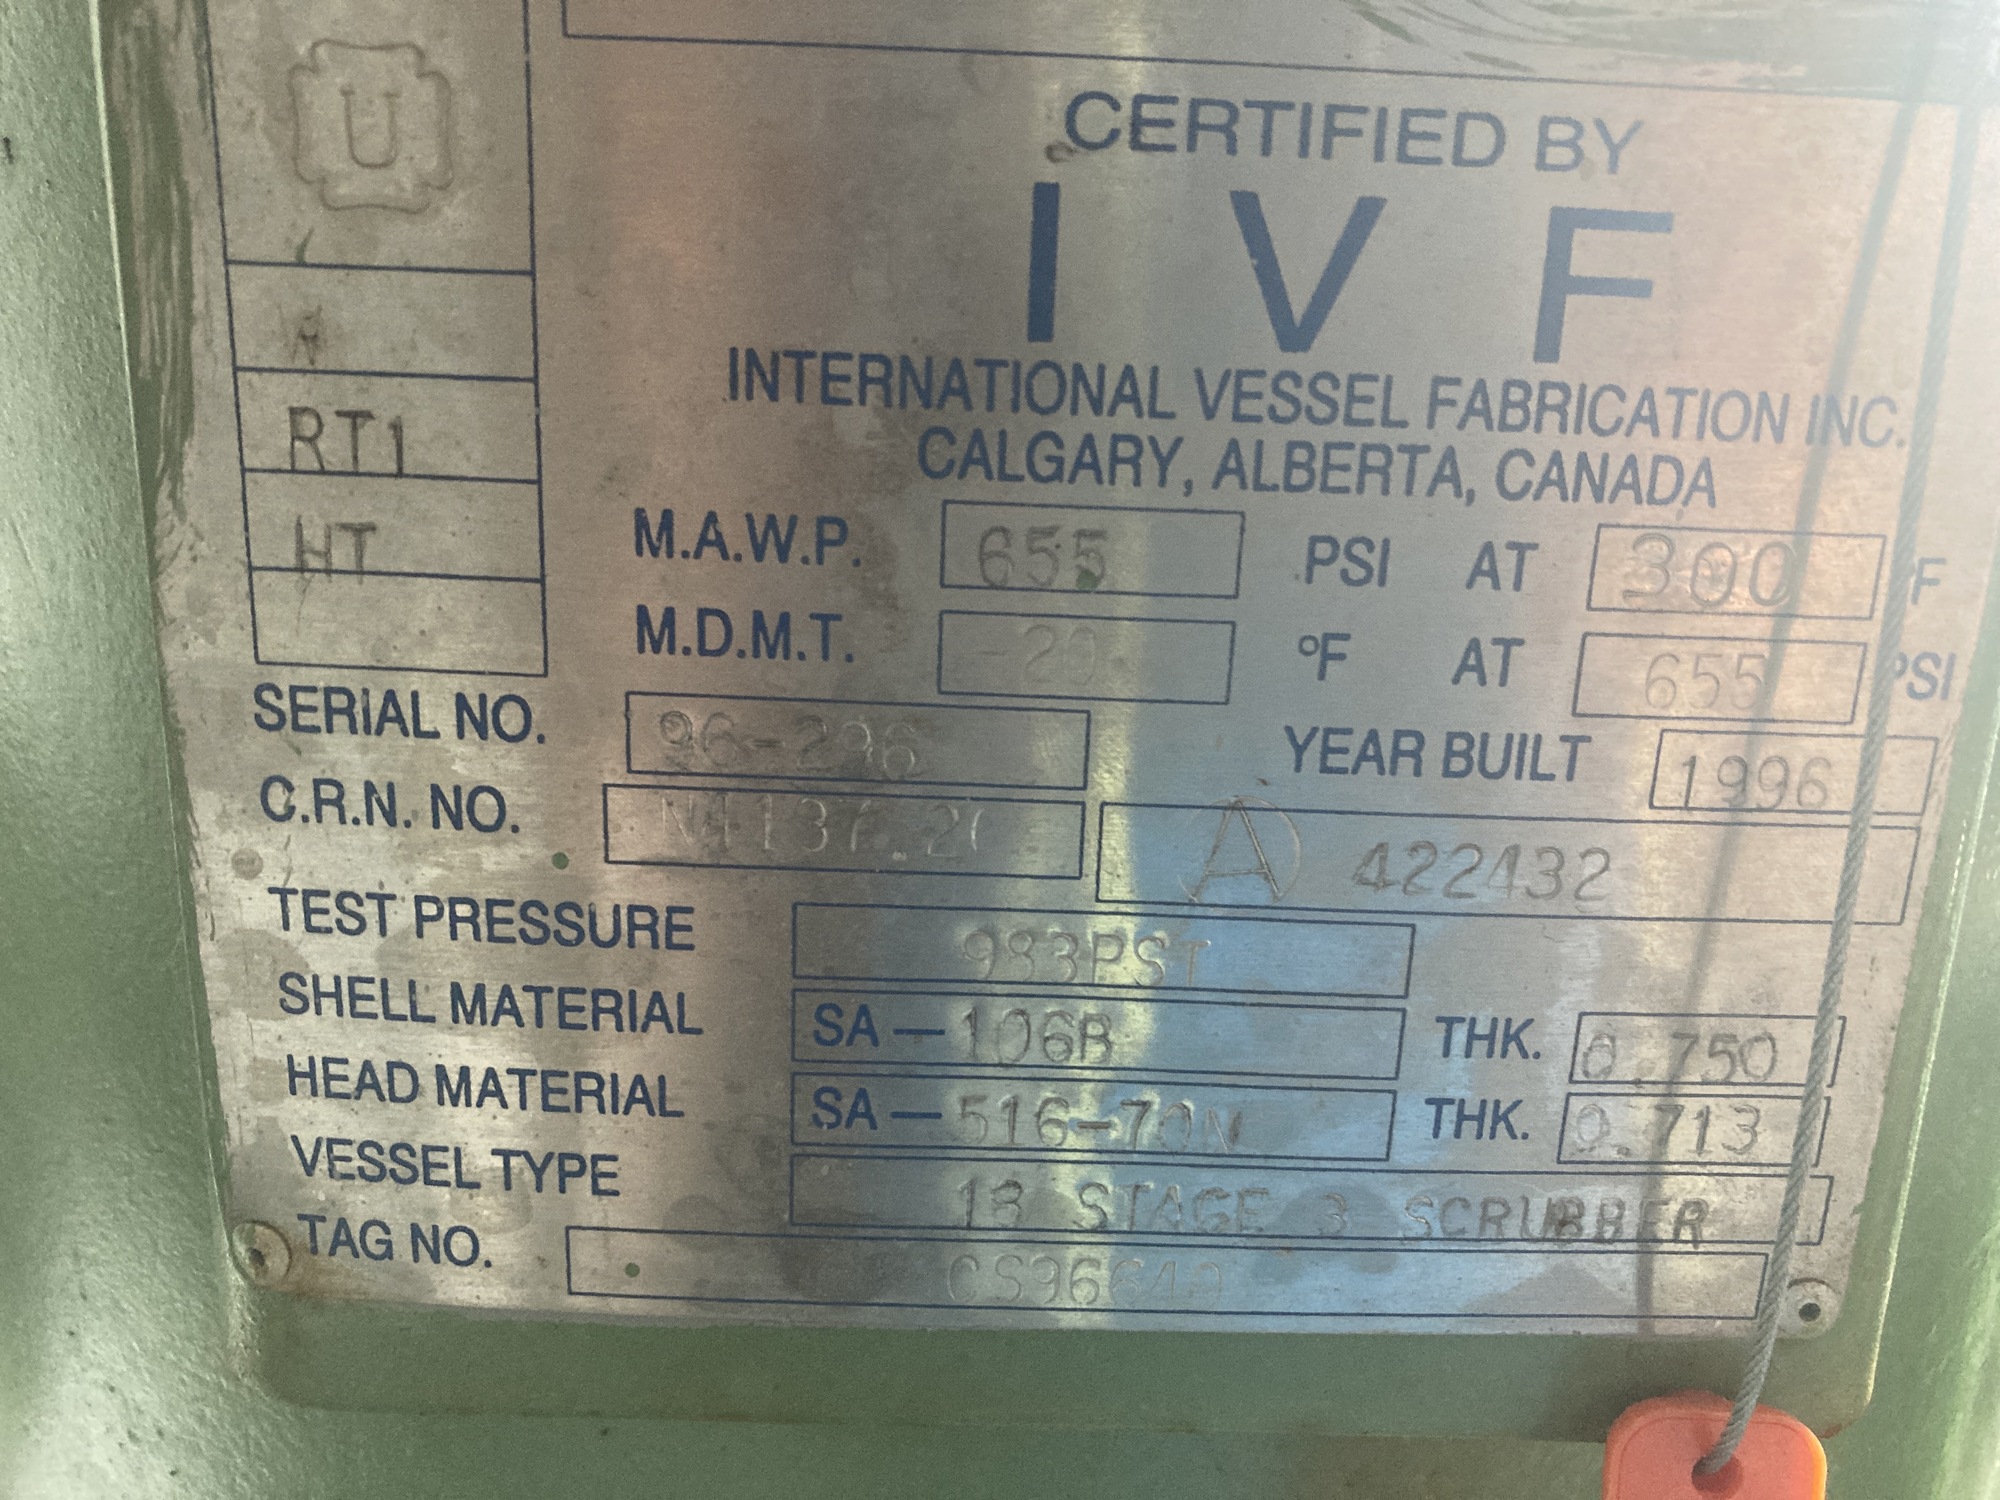 U
CERTIFIED BY
I V F
W
INTERNATIONAL VESSEL FABRICATION INC.
RT1
CALGARY, ALBERTA, CANADA
HT
M.A.W.P. 655 PSI AT 300 °F
M.D.M.T. -20 °F AT 655 PSI
SERIAL NO. 96-296 YEAR BUILT 1996
C.R.N. NO. A 422432
TEST PRESSURE 983PSI
SHELL MATERIAL SA-106B THK. 0.750
HEAD MATERIAL SA-516-70N THK. 0.713
VESSEL TYPE STAGE 3 SCRUBBER
TAG NO.